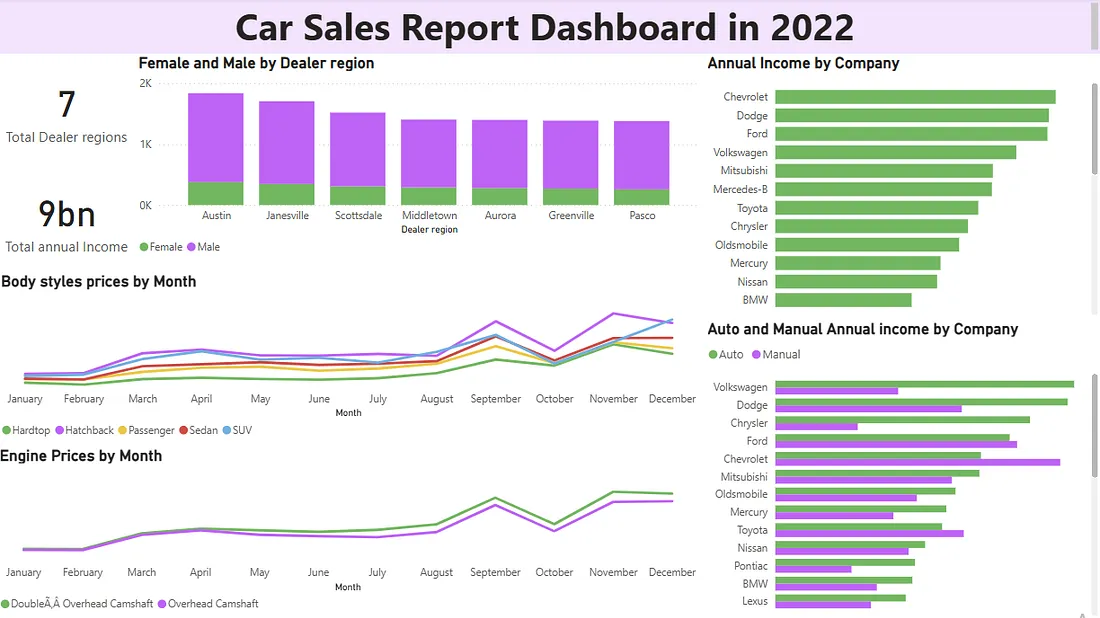 Car Sales Report Dashboard in 2022
7
Total Dealer regions
9bn
Total annual Income
Female and Male by Dealer region
2K
1K
0K
Austin Janesville Scottsdale Middletown Aurora Greenville Pasco
Dealer region
Female Male
Body styles prices by Month
January February March April May June July August September October November December
Month
Hardtop Hatchback Passenger Sedan SUV
Engine Prices by Month
January February March April May June July August September October November December
Month
DoubleÃ‚Â Overhead Camshaft Overhead Camshaft
Annual Income by Company
Chevrolet
Dodge
Ford
Volkswagen
Mitsubishi
Mercedes-B
Toyota
Chrysler
Oldsmobile
Mercury
Nissan
BMW
Auto and Manual Annual income by Company
Auto Manual
Volkswagen
Dodge
Chrysler
Ford
Chevrolet
Mitsubishi
Oldsmobile
Mercury
Toyota
Nissan
Pontiac
BMW
Lexus